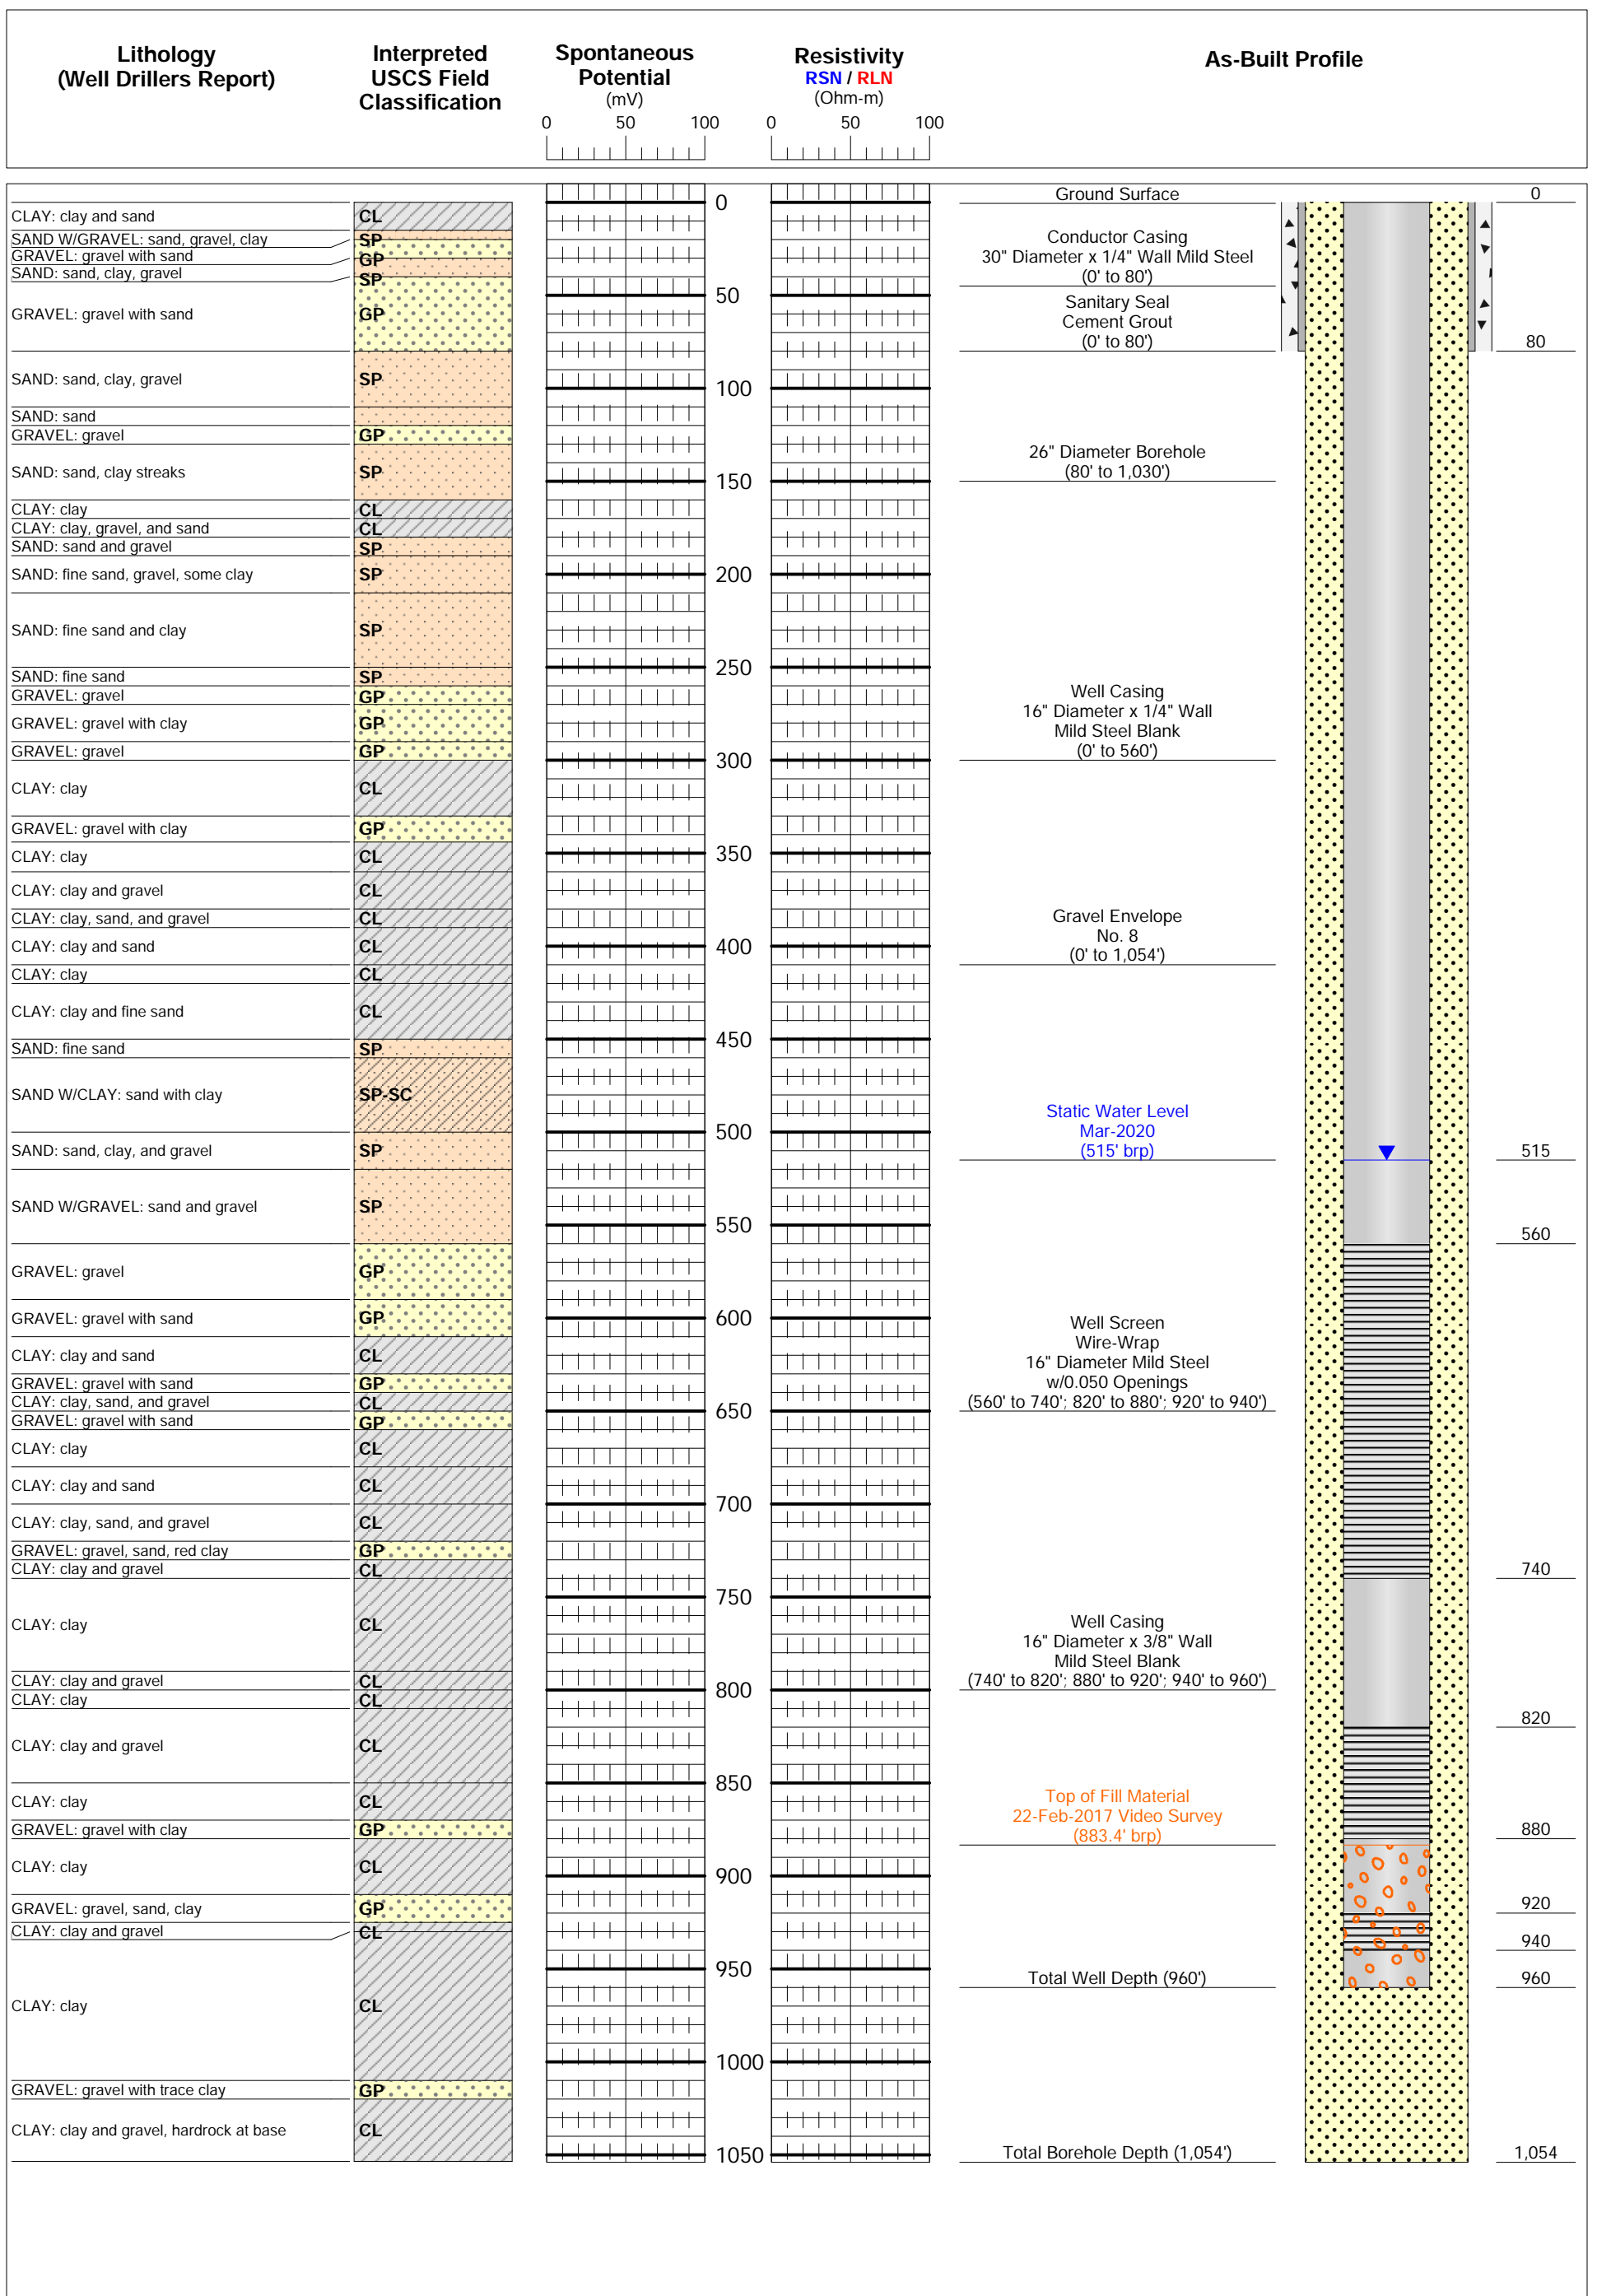 Lithology
(Well Drillers Report)
Interpreted
USCS Field
Classification
Spontaneous
Potential
(mV)
0 50 100
Resistivity
RSN / RLN
(Ohm-m)
0 50 100
As-Built Profile
CLAY: clay and sand
SAND W/GRAVEL: sand, gravel, clay
GRAVEL: gravel with sand
SAND: sand, clay, gravel
GRAVEL: gravel with sand
SAND: sand, clay, gravel
SAND: sand
GRAVEL: gravel
SAND: sand, clay streaks
CLAY: clay
CLAY: clay, gravel, and sand
SAND: sand and gravel
SAND: fine sand, gravel, some clay
SAND: fine sand and clay
SAND: fine sand
GRAVEL: gravel
GRAVEL: gravel with clay
GRAVEL: gravel
CLAY: clay
GRAVEL: gravel with clay
CLAY: clay
CLAY: clay and gravel
CLAY: clay, sand, and gravel
CLAY: clay and sand
CLAY: clay
CLAY: clay and fine sand
SAND: fine sand
SAND W/CLAY: sand with clay
SAND: sand, clay, and gravel
SAND W/GRAVEL: sand and gravel
GRAVEL: gravel
GRAVEL: gravel with sand
CLAY: clay and sand
GRAVEL: gravel with sand
CLAY: clay, sand, and gravel
GRAVEL: gravel with sand
CLAY: clay
CLAY: clay and sand
CLAY: clay, sand, and gravel
GRAVEL: gravel, sand, red clay
CLAY: clay and gravel
CLAY: clay
CLAY: clay and gravel
CLAY: clay
CLAY: clay and gravel
CLAY: clay
GRAVEL: gravel with clay
CLAY: clay
GRAVEL: gravel, sand, clay
CLAY: clay and gravel
CLAY: clay
GRAVEL: gravel with trace clay
CLAY: clay and gravel, hardrock at base
CL
SP
GP
SP
GP
SP
GP
SP
CL
CL
SP
SP
SP
SP
GP
GP
GP
CL
GP
CL
CL
CL
CL
CL
CL
SP
SP-SC
SP
SP
GP
GP
CL
GP
CL
GP
CL
CL
CL
GP
CL
CL
CL
CL
CL
CL
GP
CL
GP
CL
CL
GP
CL
0
50
100
150
200
250
300
350
400
450
500
550
600
650
700
750
800
850
900
950
1000
1050
Ground Surface
Conductor Casing
30" Diameter x 1/4" Wall Mild Steel
(0' to 80')
Sanitary Seal
Cement Grout
(0' to 80')
26" Diameter Borehole
(80' to 1,030')
Well Casing
16" Diameter x 1/4" Wall
Mild Steel Blank
(0' to 560')
Gravel Envelope
No. 8
(0' to 1,054')
Static Water Level
Mar-2020
(515' brp)
Well Screen
Wire-Wrap
16" Diameter Mild Steel
w/0.050 Openings
(560' to 740'; 820' to 880'; 920' to 940')
Well Casing
16" Diameter x 3/8" Wall
Mild Steel Blank
(740' to 820'; 880' to 920'; 940' to 960')
Top of Fill Material
22-Feb-2017 Video Survey
(883.4' brp)
Total Well Depth (960')
Total Borehole Depth (1,054')
0
80
515
560
740
820
880
920
940
960
1,054